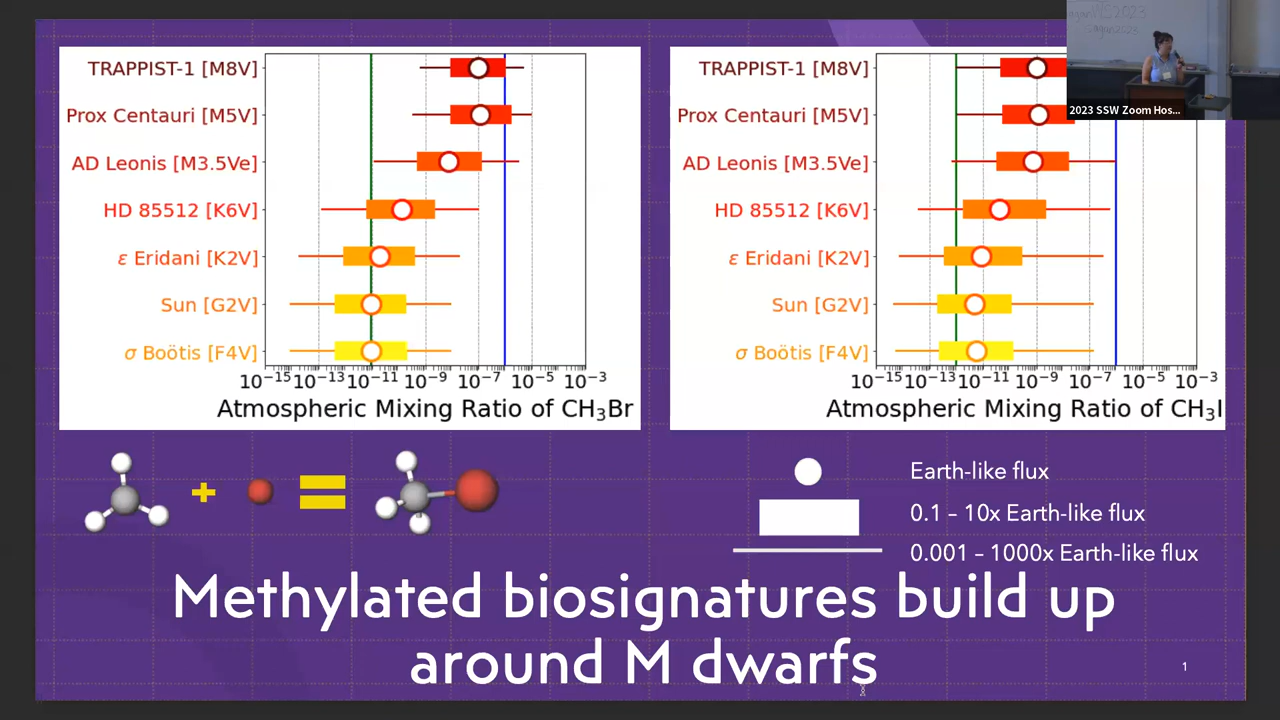 TRAPPIST-1 [M8V]
Prox Centauri [M5V]
AD Leonis [M3.5Ve]
HD 85512 [K6V]
ε Eridani [K2V]
Sun [G2V]
σ Boötis [F4V]
10⁻¹⁵ 10⁻¹³ 10⁻¹¹ 10⁻⁹ 10⁻⁷ 10⁻⁵ 10⁻³
Atmospheric Mixing Ratio of CH₃Br
TRAPPIST-1 [M8V]
Prox Centauri [M5V]
AD Leonis [M3.5Ve]
HD 85512 [K6V]
ε Eridani [K2V]
Sun [G2V]
σ Boötis [F4V]
10⁻¹⁵ 10⁻¹³ 10⁻¹¹ 10⁻⁹ 10⁻⁷ 10⁻⁵ 10⁻³
Atmospheric Mixing Ratio of CH₃I
2023 SSW Zoom Hos...
Earth-like flux
0.1 – 10x Earth-like flux
0.001 – 1000x Earth-like flux
Methylated biosignatures build up
around M dwarfs
1